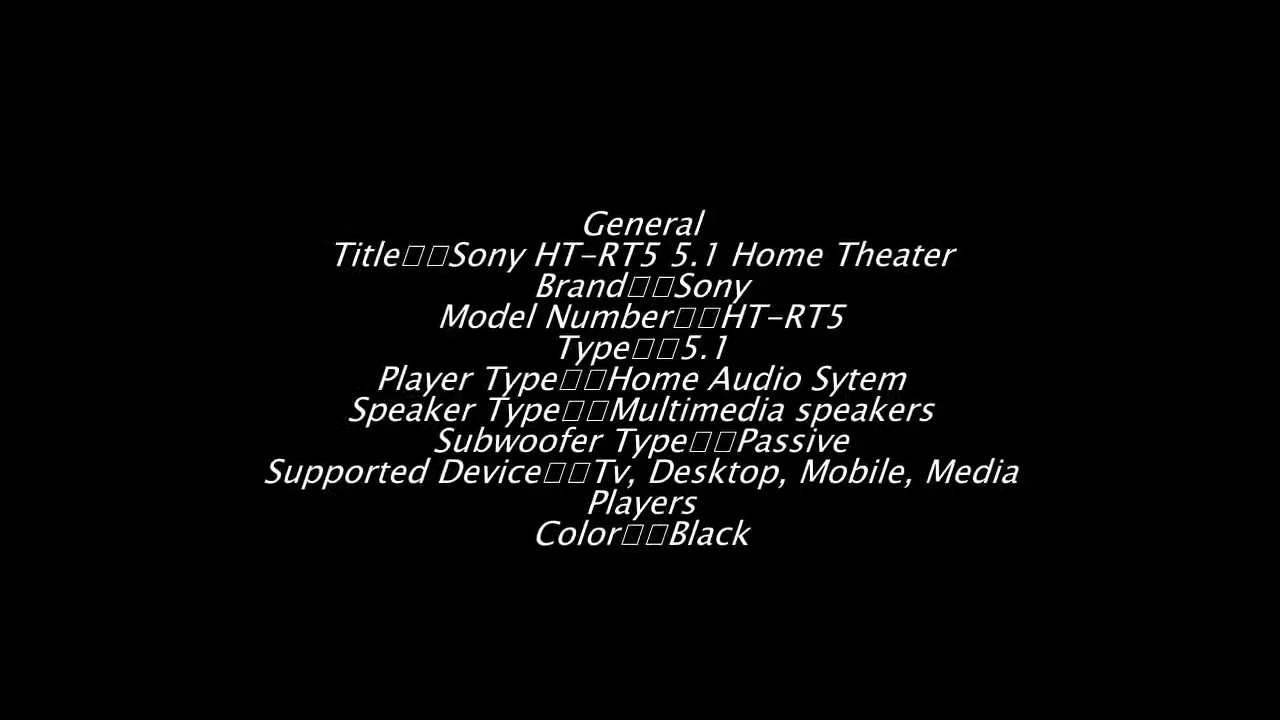 General
Title□□Sony HT-RT5 5.1 Home Theater
Brand□□Sony
Model Number□□HT-RT5
Type□□5.1
Player Type□□Home Audio Sytem
Speaker Type□□Multimedia speakers
Subwoofer Type□□Passive
Supported Device□□Tv, Desktop, Mobile, Media
Players
Color□□Black